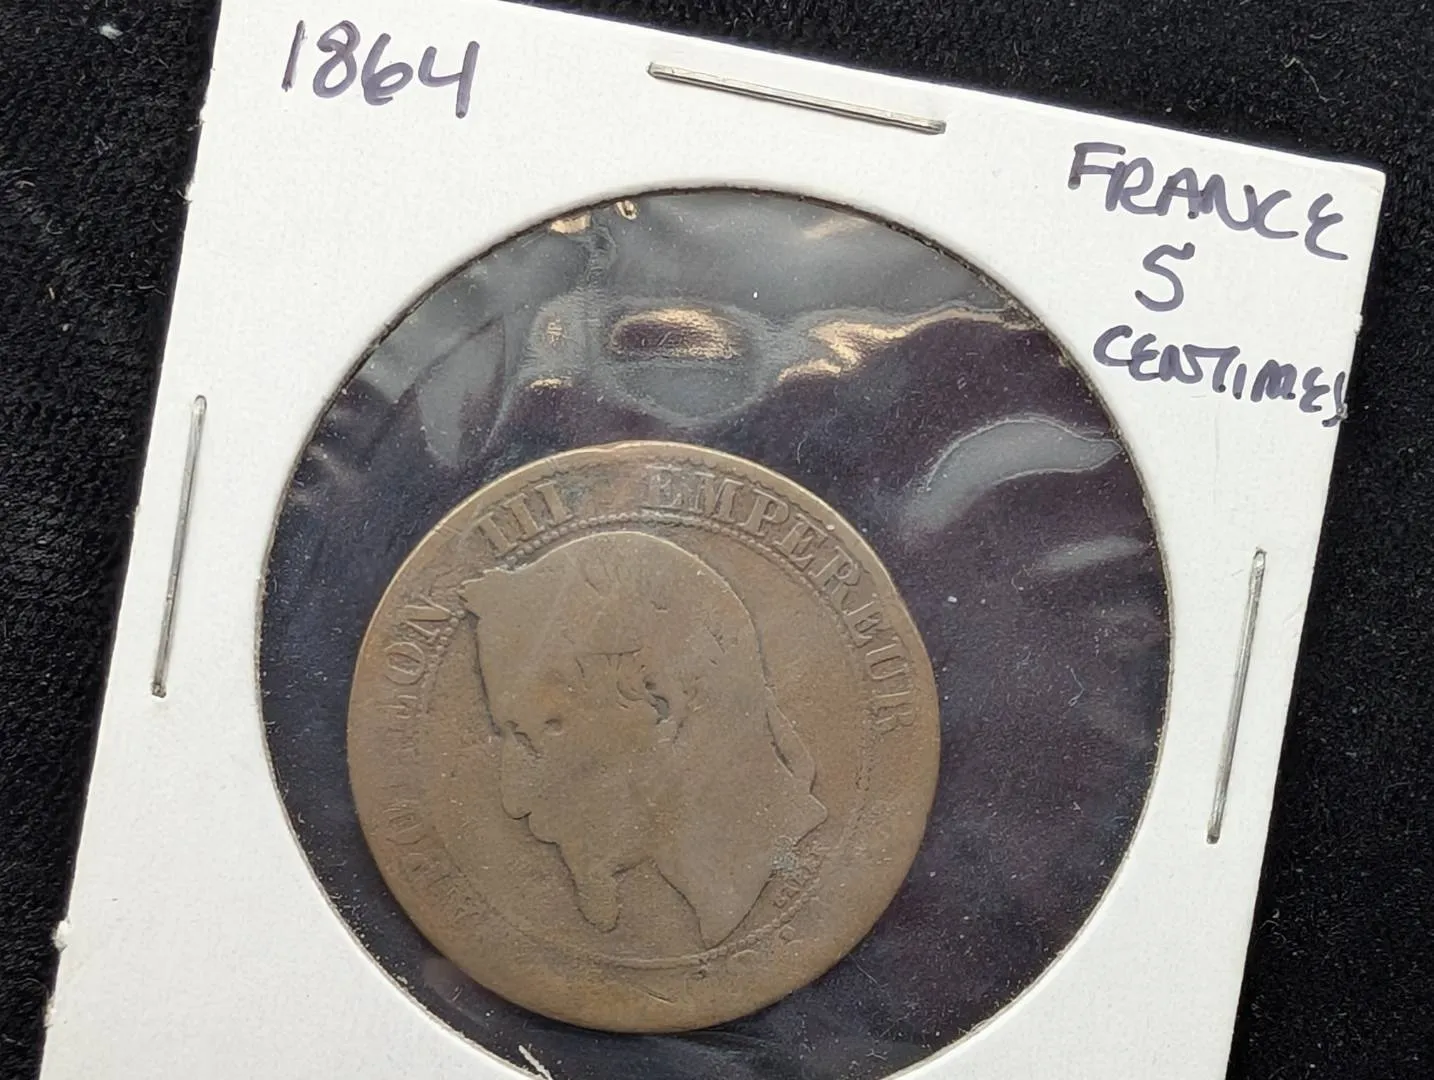 1864
FRANCE
5
CENTIMES
NAPOLEON III EMPEREUR